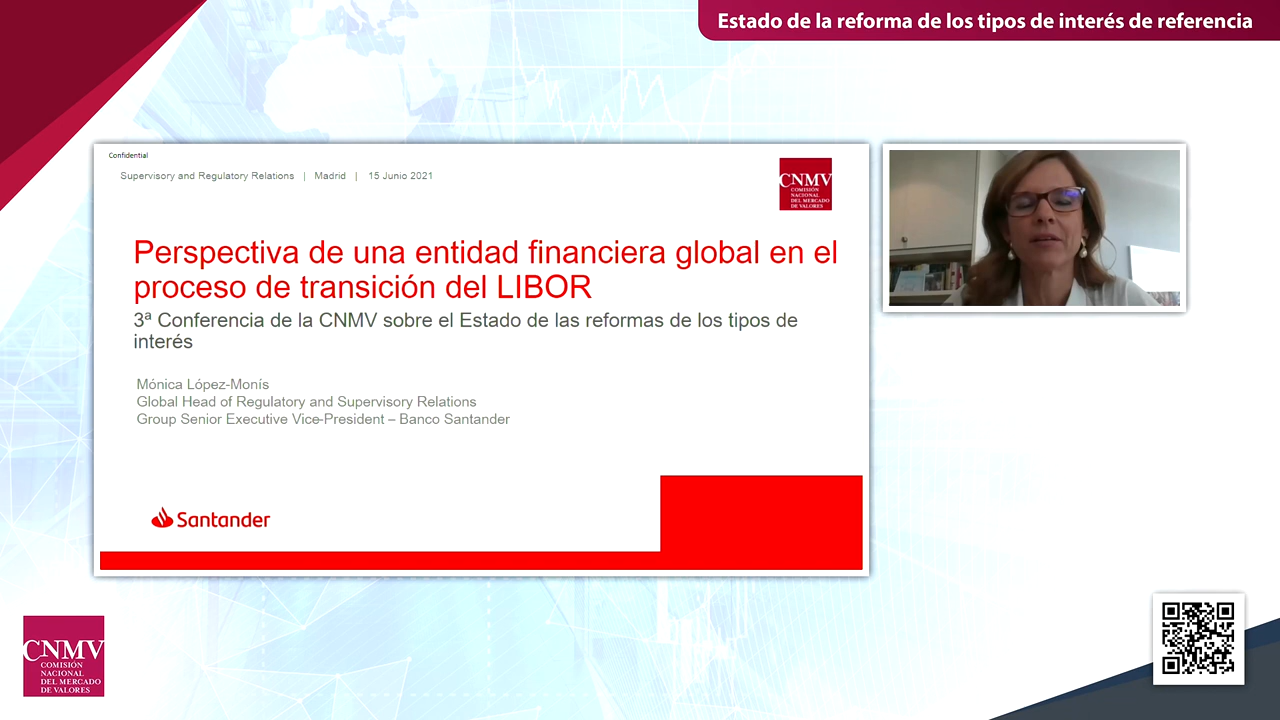 Estado de la reforma de los tipos de interés de referencia
Confidential
Supervisory and Regulatory Relations | Madrid | 15 Junio 2021
CNMV
COMISIÓN
NACIONAL
DEL MERCADO
DE VALORES
Perspectiva de una entidad financiera global en el
proceso de transición del LIBOR
3ª Conferencia de la CNMV sobre el Estado de las reformas de los tipos de
interés
Mónica López-Monís
Global Head of Regulatory and Supervisory Relations
Group Senior Executive Vice-President – Banco Santander
Santander
CNMV
COMISIÓN
NACIONAL
DEL MERCADO
DE VALORES